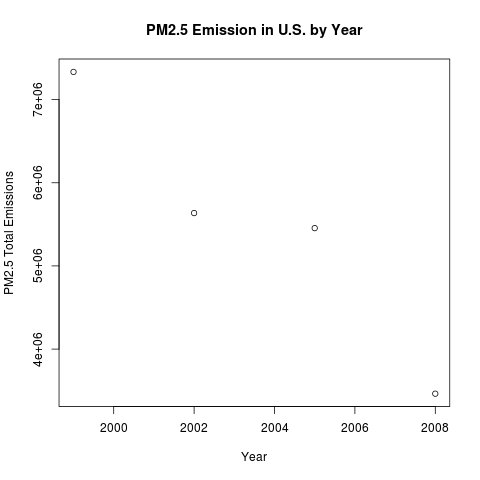 PM2.5 Emission in U.S. by Year
PM2.5 Total Emissions
7e+06
6e+06
5e+06
4e+06
2000 2002 2004 2006 2008
Year